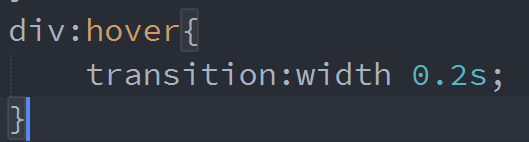 div:hover{
    transition:width 0.2s;
}